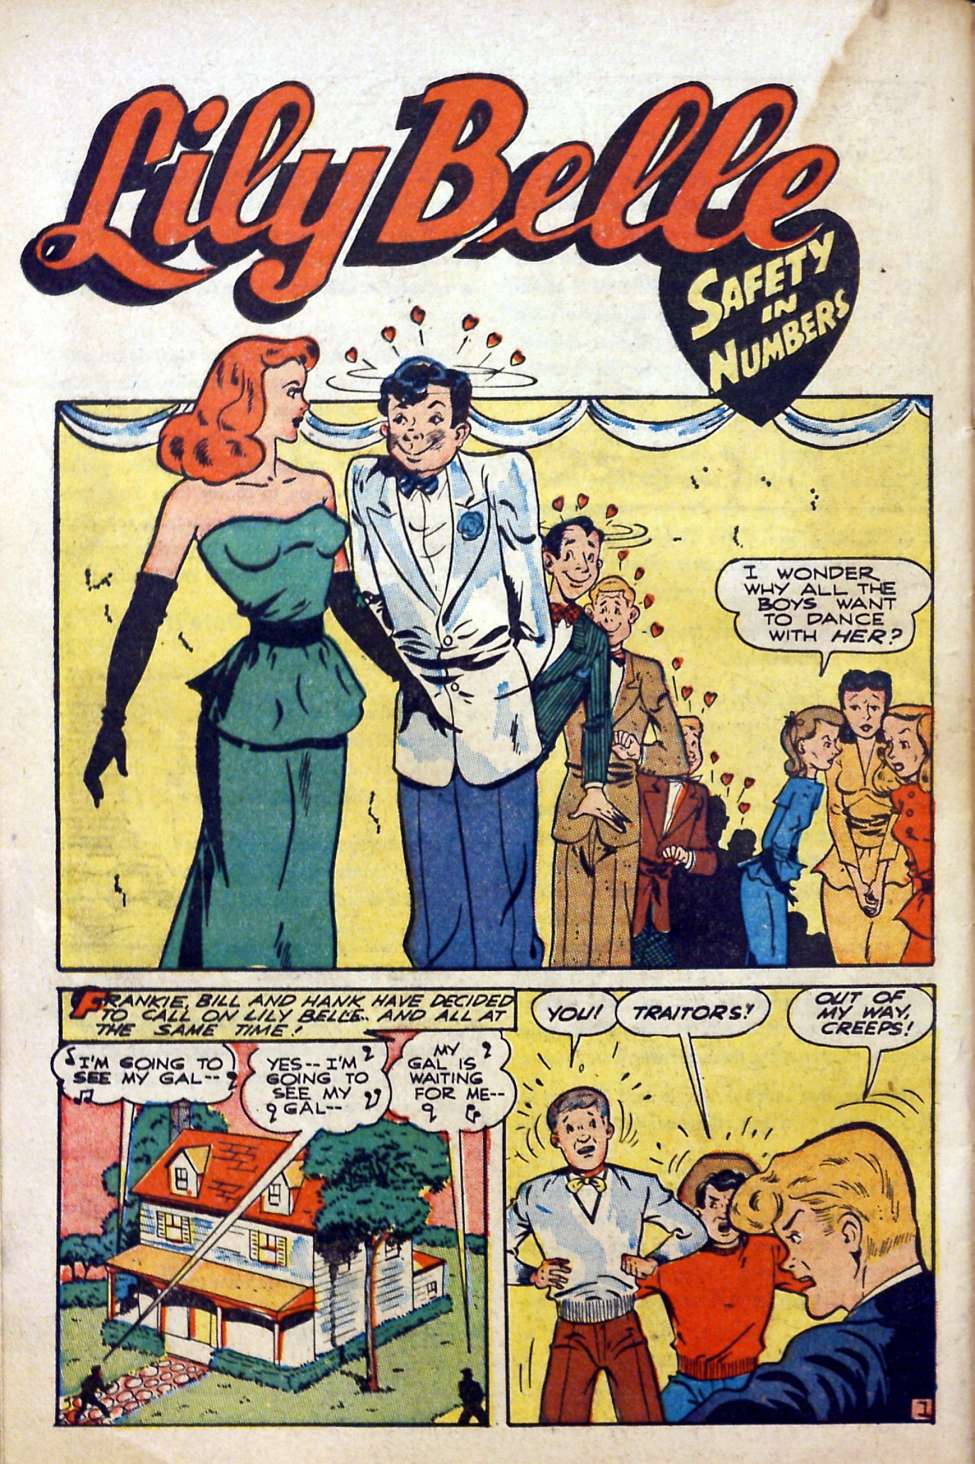 Lily Belle
SAFETY
IN
NUMBERS
I WONDER
WHY ALL THE
BOYS WANT
TO DANCE
WITH HER?
FRANKIE, BILL AND HANK HAVE DECIDED
TO CALL ON LILY BELLE.. AND ALL AT
THE SAME TIME!
I'M GOING TO
SEE MY GAL--
YES-- I'M
GOING TO
SEE MY
GAL--
MY
GAL IS
WAITING
FOR ME--
YOU!
TRAITORS!
OUT OF
MY WAY,
CREEPS!
1